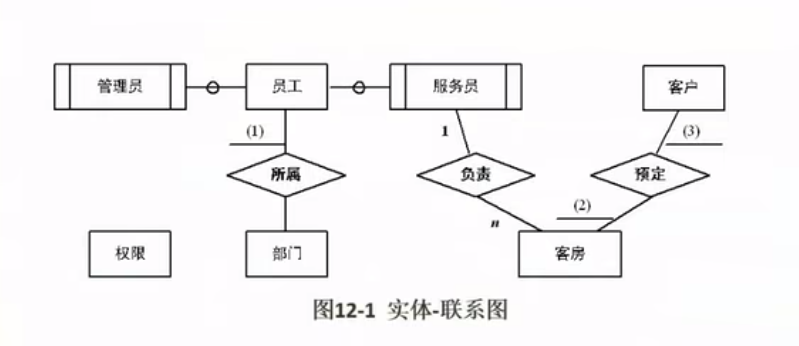 管理员 员工 服务员 客户
(1) 1 (3)
所属 负责 预定
n (2)
权限 部门 客房
图12-1 实体-联系图